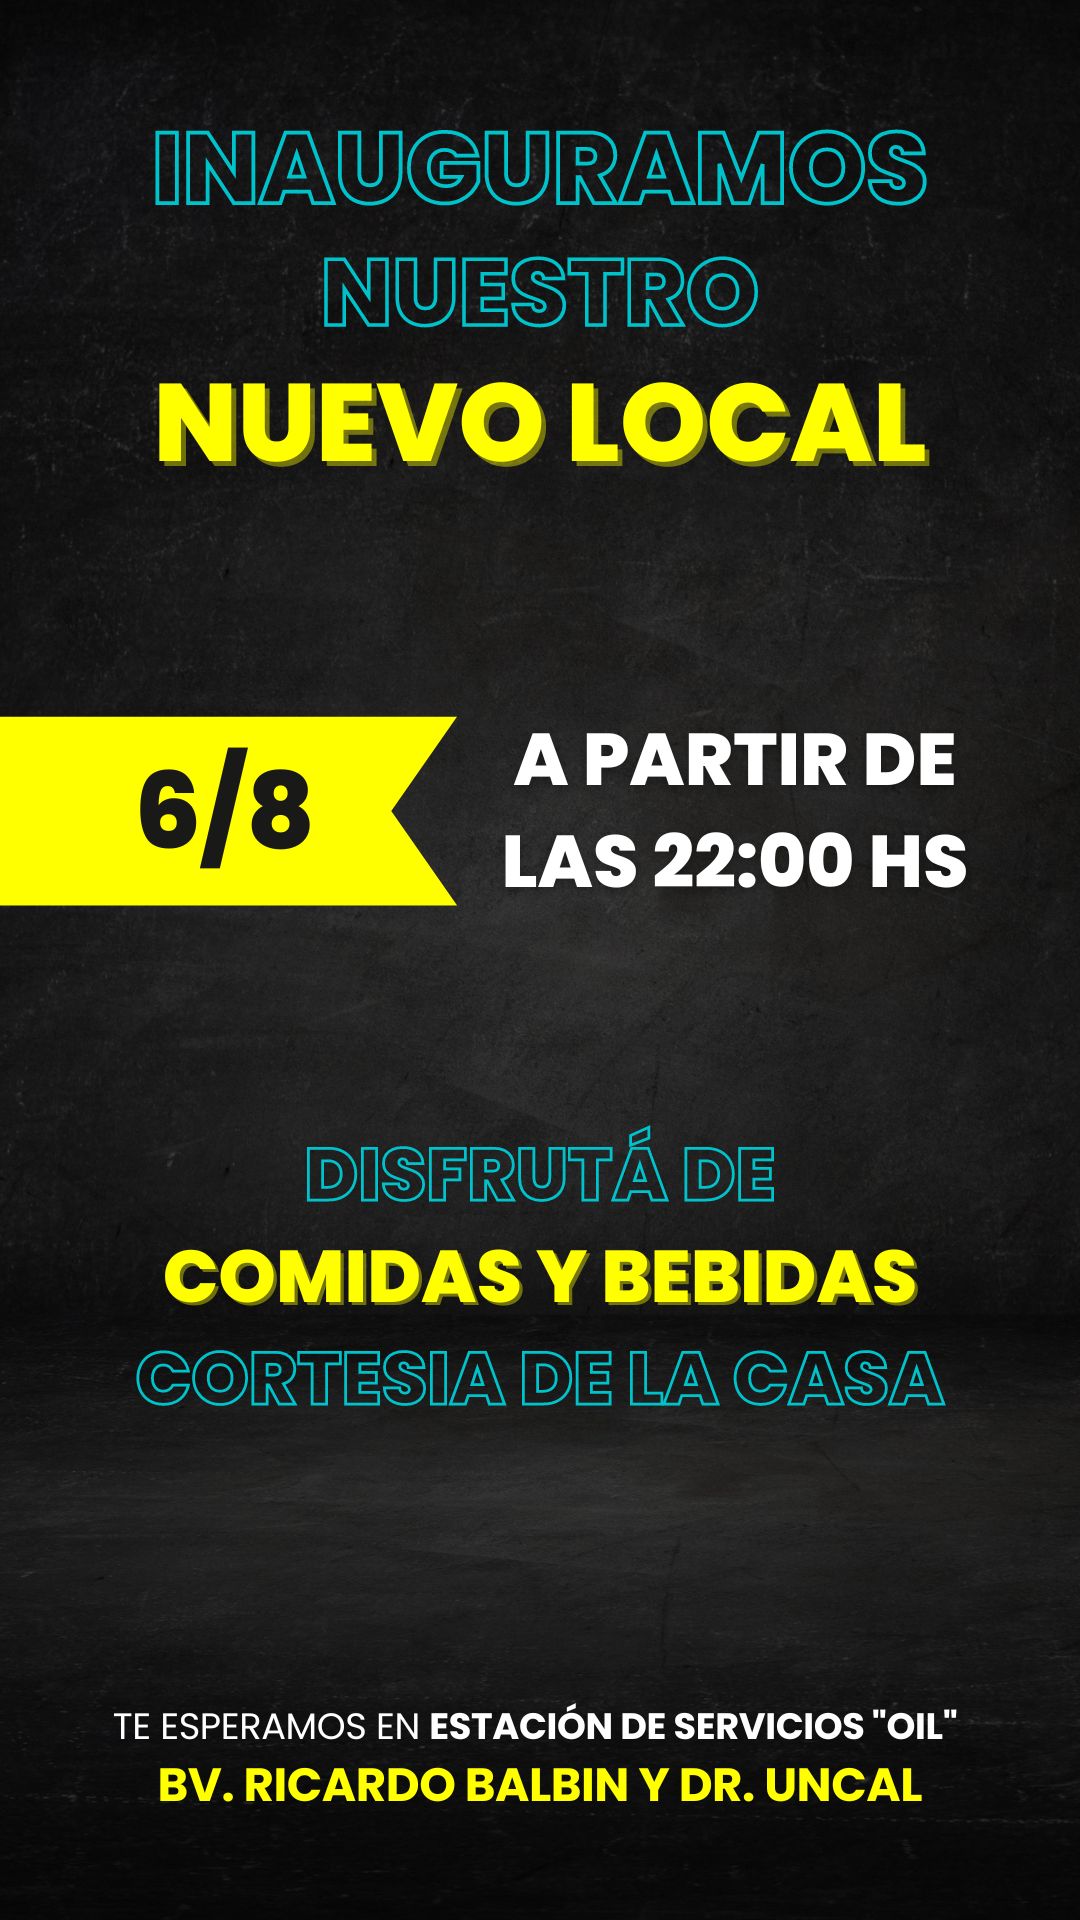 INAUGURAMOS
NUESTRO
NUEVO LOCAL
6/8
A PARTIR DE
LAS 22:00 HS
DISFRUTÁ DE
COMIDAS Y BEBIDAS
CORTESIA DE LA CASA
TE ESPERAMOS EN ESTACIÓN DE SERVICIOS "OIL"
BV. RICARDO BALBIN Y DR. UNCAL